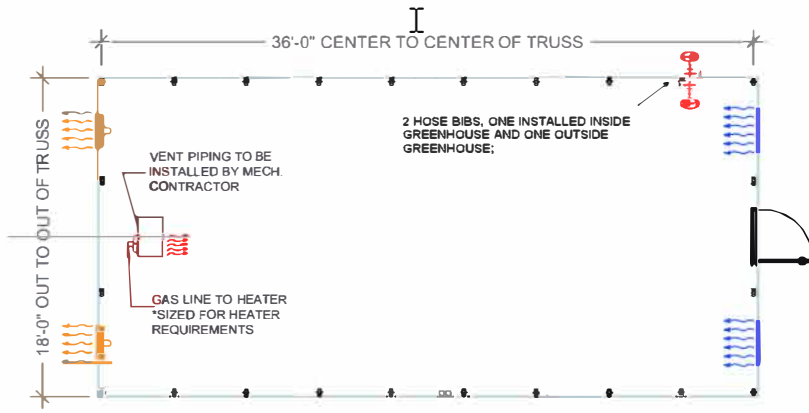 36'-0" CENTER TO CENTER OF TRUSS
18'-0" OUT TO OUT OF TRUSS
2 HOSE BIBS, ONE INSTALLED INSIDE
GREENHOUSE AND ONE OUTSIDE
GREENHOUSE;
VENT PIPING TO BE
INSTALLED BY MECH.
CONTRACTOR
GAS LINE TO HEATER
*SIZED FOR HEATER
REQUIREMENTS